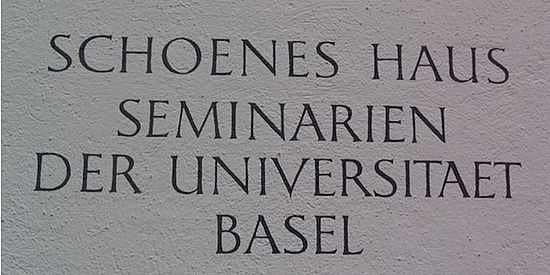 SCHOENES HAUS
SEMINARIEN
DER UNIVERSITAET
BASEL